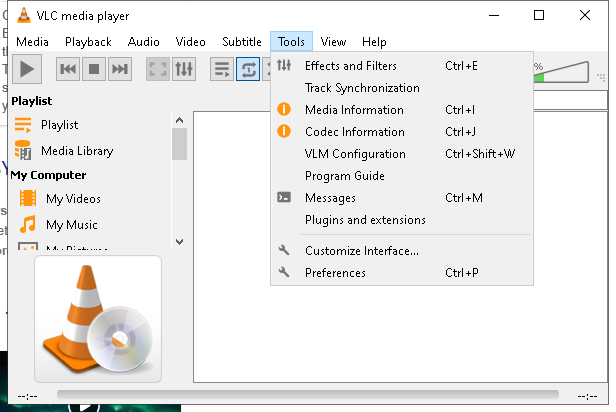 VLC media player
Media Playback Audio Video Subtitle Tools View Help
%
Playlist
Playlist
Media Library
My Computer
My Videos
My Music
My Pictures
Effects and Filters Ctrl+E
Track Synchronization
Media Information Ctrl+I
Codec Information Ctrl+J
VLM Configuration Ctrl+Shift+W
Program Guide
Messages Ctrl+M
Plugins and extensions
Customize Interface...
Preferences Ctrl+P
--:-- --:--